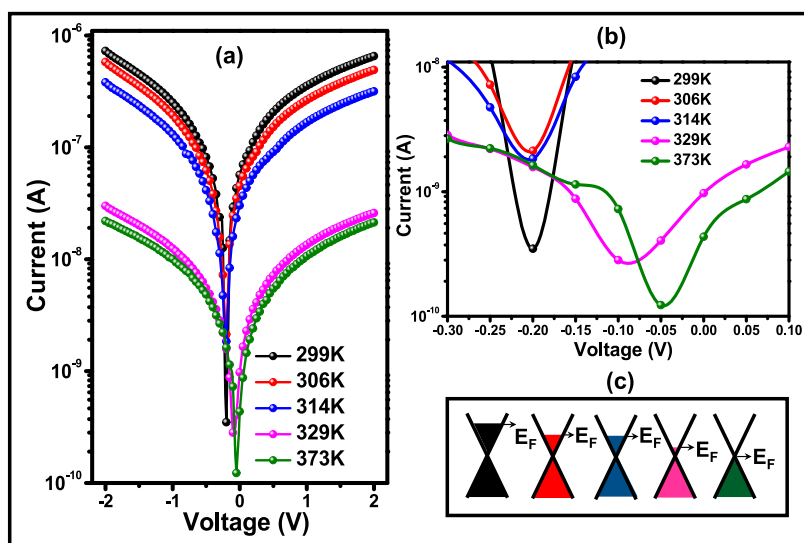 (a)
10⁻⁶
10⁻⁷
10⁻⁸
10⁻⁹
10⁻¹⁰
Current (A)
299K
306K
314K
329K
373K
-2
-1
0
1
2
Voltage (V)
(b)
10⁻⁸
10⁻⁹
10⁻¹⁰
Current (A)
299K
306K
314K
329K
373K
-0.30 -0.25 -0.20 -0.15 -0.10 -0.05 0.00 0.05 0.10
Voltage (V)
(c)
E_F E_F E_F E_F E_F